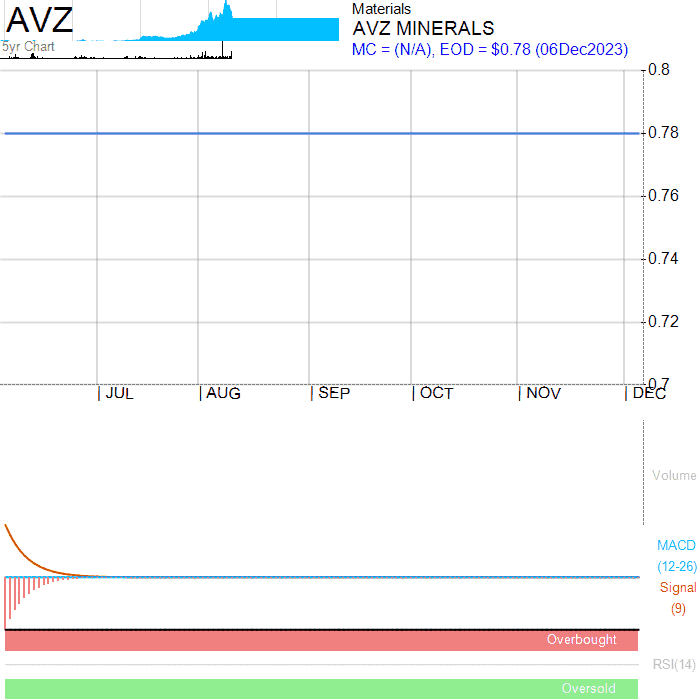 AVZ
5yr Chart
Materials
AVZ MINERALS
MC = (N/A), EOD = $0.78 (06Dec2023)
0.8
0.78
0.76
0.74
0.72
0.7
JUL AUG SEP OCT NOV DEC
Volume
MACD
(12-26)
Signal
(9)
Overbought
RSI(14)
Oversold